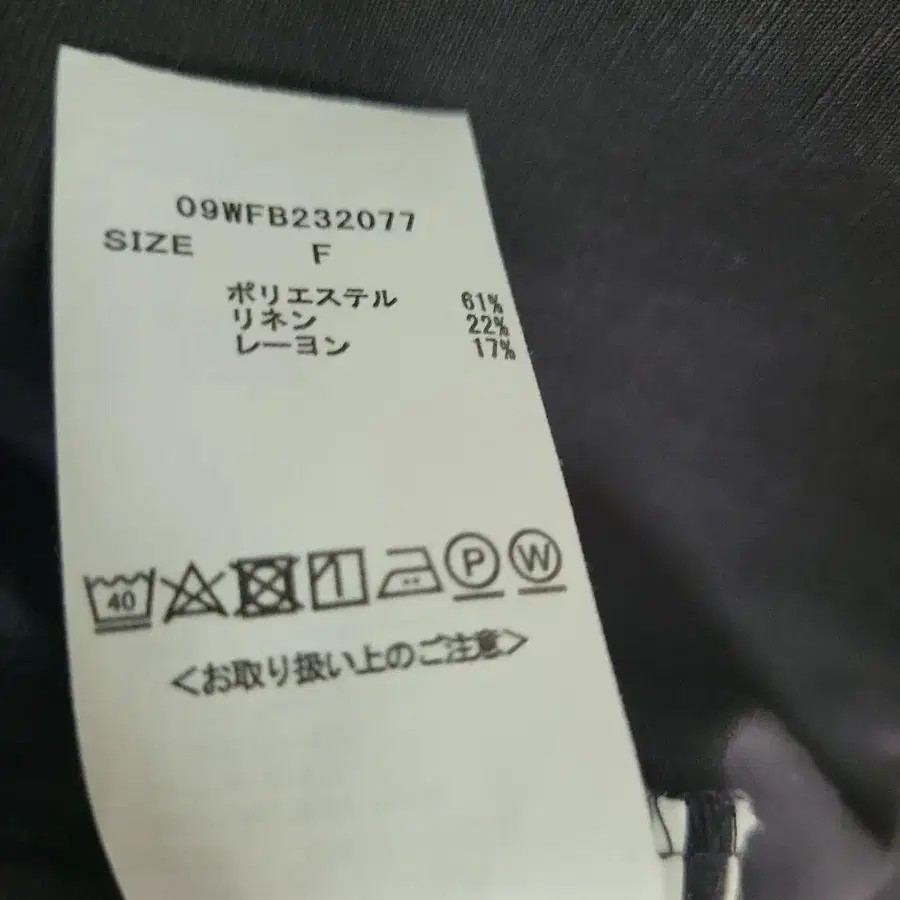 09WFB232077
SIZE F
ポリエステル 61%
リネン 22%
レーヨン 17%
40 P W
<お取り扱い上のご注意>